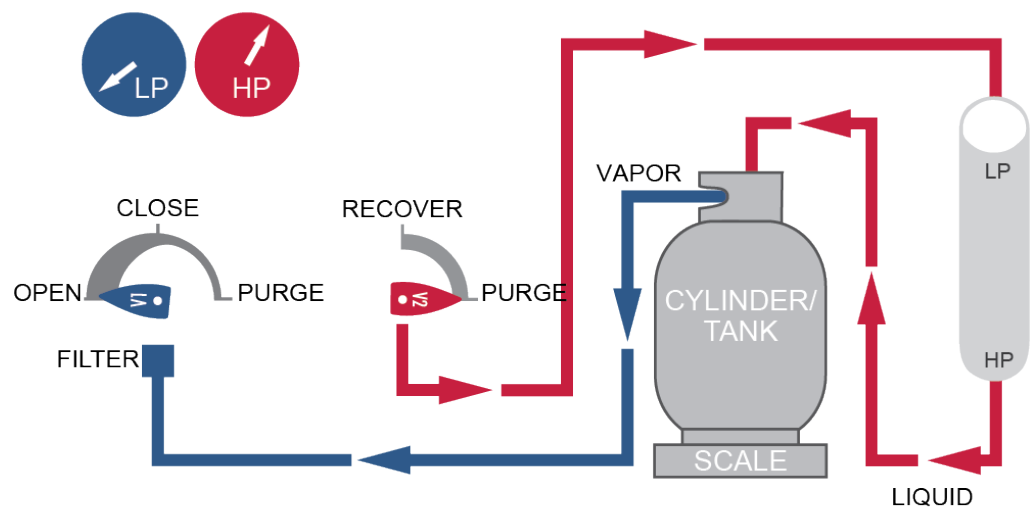 LP
HP
VAPOR
CLOSE
RECOVER
LP
OPEN
V1
PURGE
V2
PURGE
CYLINDER/
TANK
FILTER
HP
SCALE
LIQUID